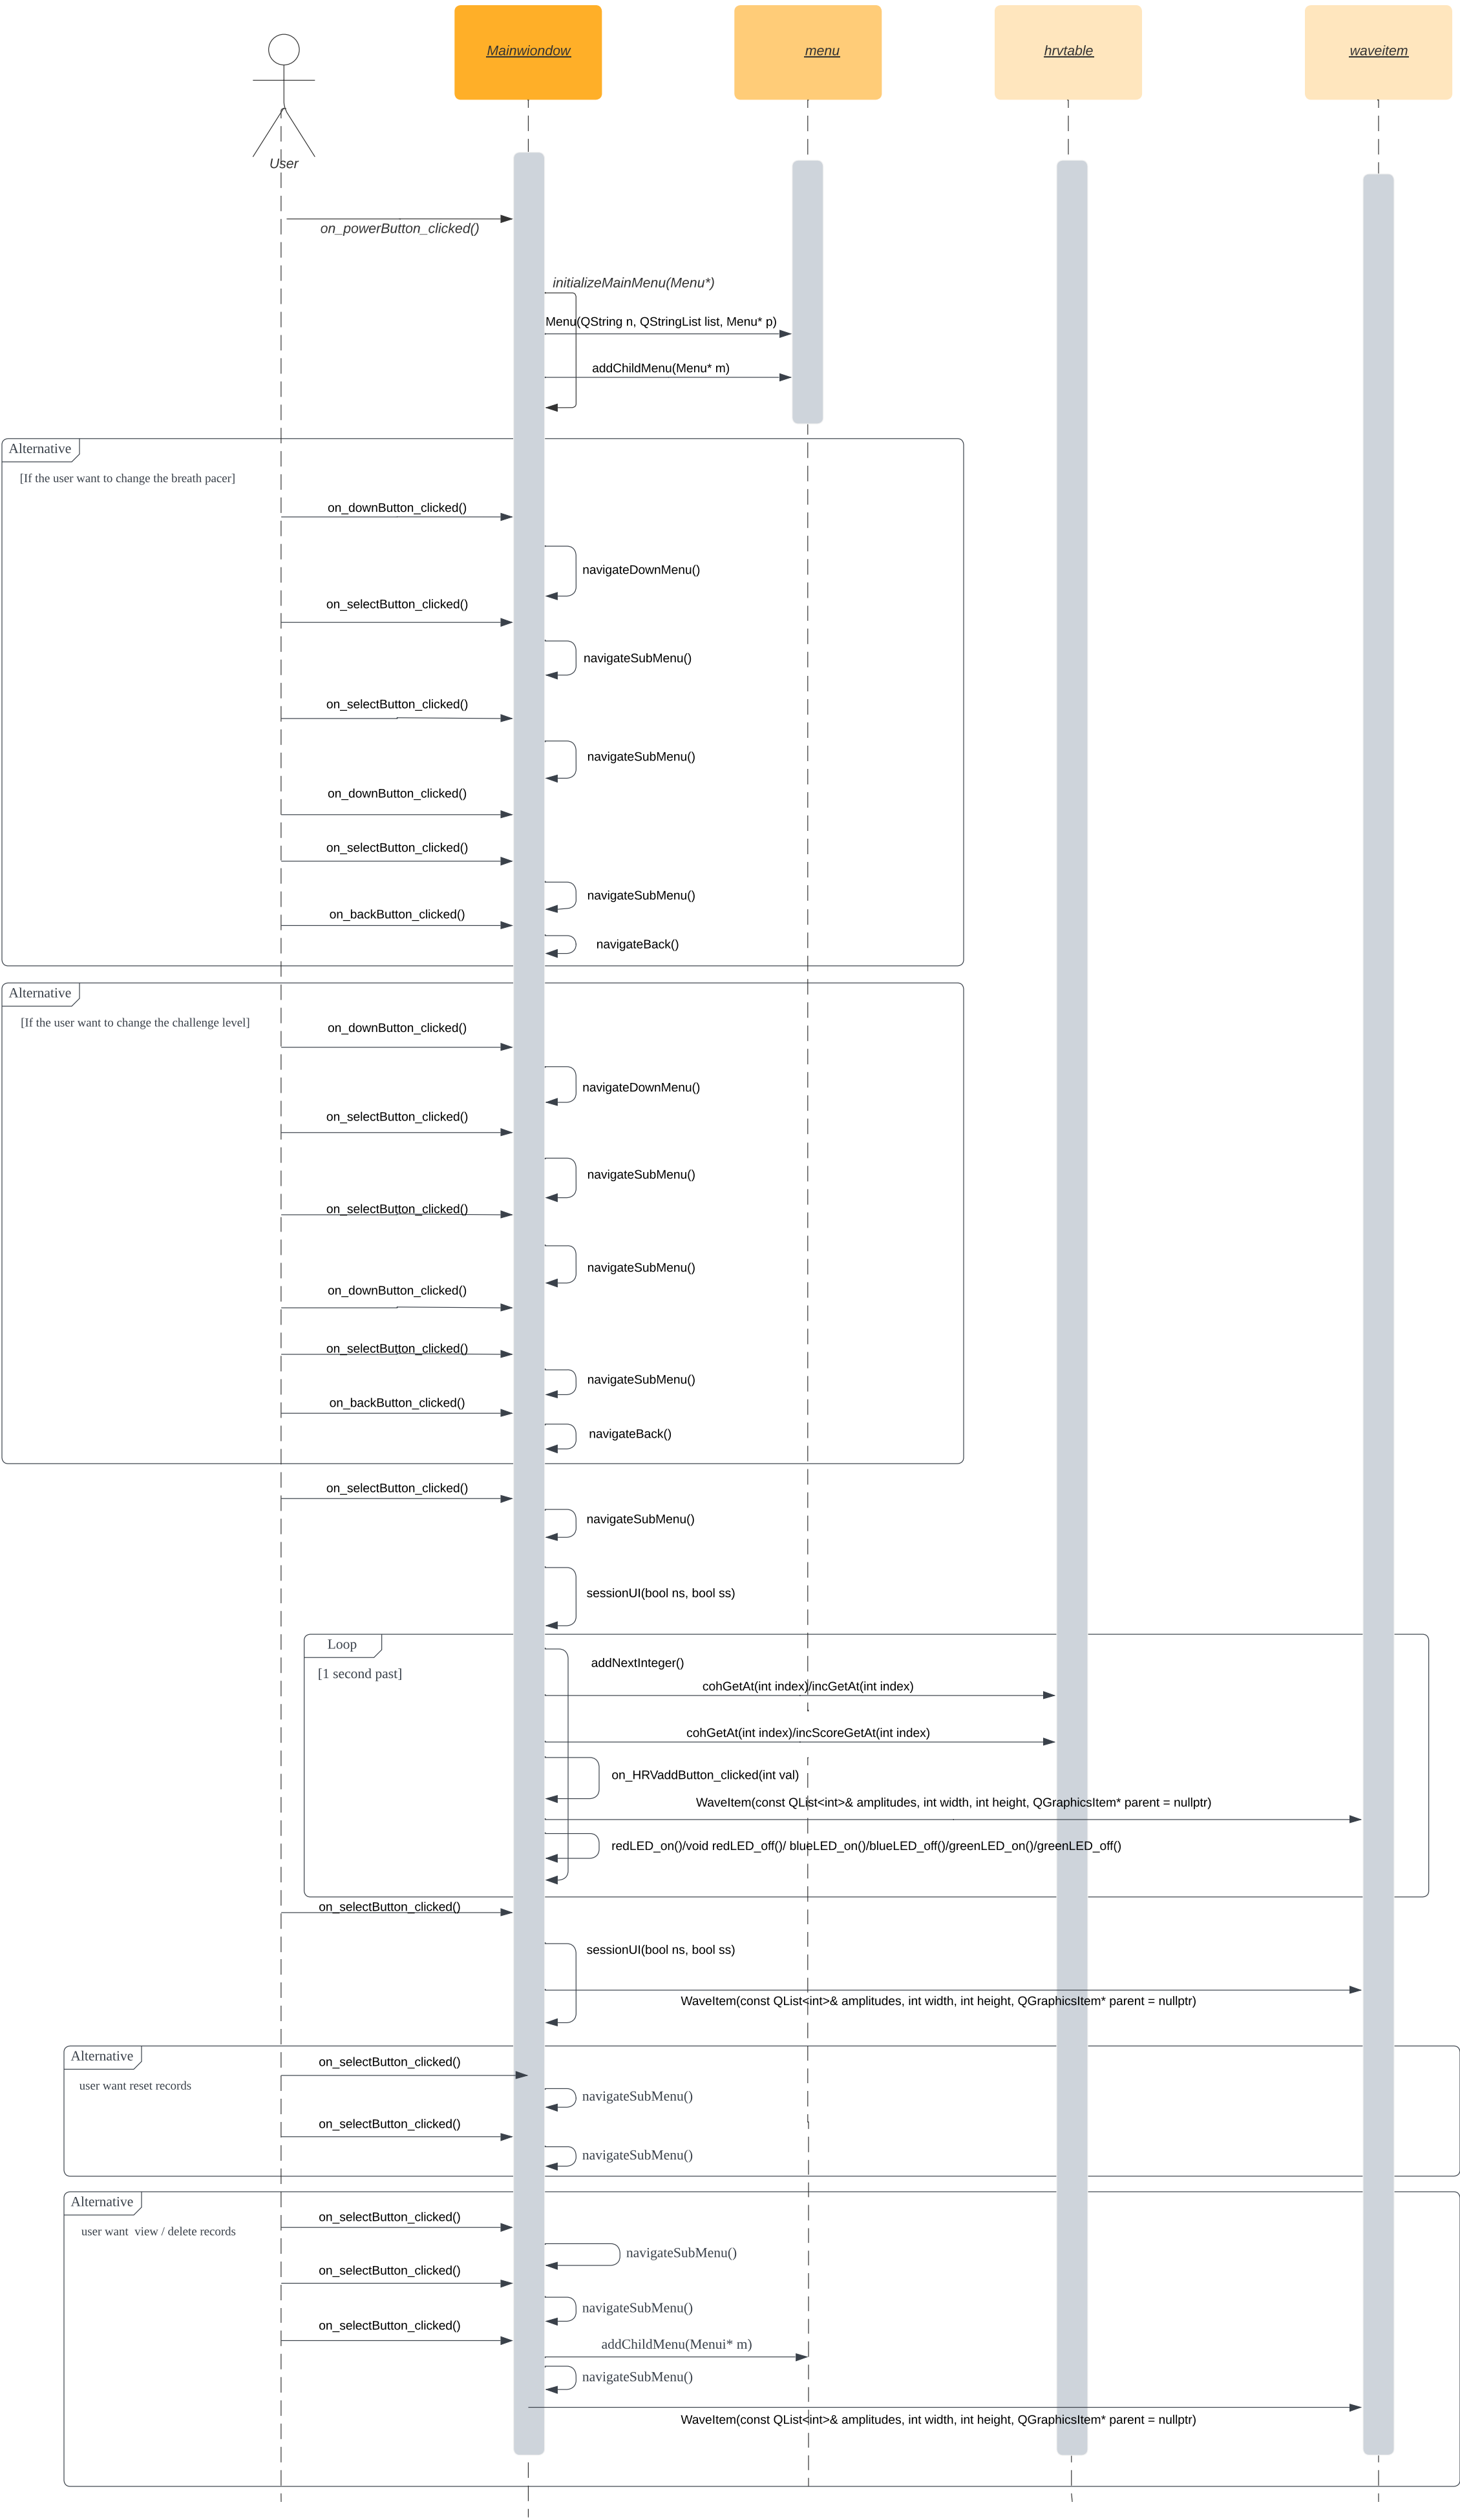 Mainwiondow
menu
hrvtable
waveitem
User
on_powerButton_clicked()
initializeMainMenu(Menu*)
Menu(QString n, QStringList list, Menu* p)
addChildMenu(Menu* m)
Alternative
[If the user want to change the breath pacer]
on_downButton_clicked()
navigateDownMenu()
on_selectButton_clicked()
navigateSubMenu()
on_selectButton_clicked()
navigateSubMenu()
on_downButton_clicked()
on_selectButton_clicked()
navigateSubMenu()
on_backButton_clicked()
navigateBack()
Alternative
[If the user want to change the challenge level]
on_downButton_clicked()
navigateDownMenu()
on_selectButton_clicked()
navigateSubMenu()
on_selectButton_clicked()
navigateSubMenu()
on_downButton_clicked()
on_selectButton_clicked()
navigateSubMenu()
on_backButton_clicked()
navigateBack()
on_selectButton_clicked()
navigateSubMenu()
sessionUI(bool ns, bool ss)
Loop
[1 second past]
addNextInteger()
cohGetAt(int index)/incGetAt(int index)
cohGetAt(int index)/incScoreGetAt(int index)
on_HRVaddButton_clicked(int val)
WaveItem(const QList<int>& amplitudes, int width, int height, QGraphicsItem* parent = nullptr)
redLED_on()/void redLED_off()/ blueLED_on()/blueLED_off()/greenLED_on()/greenLED_off()
on_selectButton_clicked()
sessionUI(bool ns, bool ss)
WaveItem(const QList<int>& amplitudes, int width, int height, QGraphicsItem* parent = nullptr)
Alternative
user want reset records
on_selectButton_clicked()
navigateSubMenu()
on_selectButton_clicked()
navigateSubMenu()
Alternative
user want  view / delete records
on_selectButton_clicked()
navigateSubMenu()
on_selectButton_clicked()
navigateSubMenu()
on_selectButton_clicked()
addChildMenu(Menui* m)
navigateSubMenu()
WaveItem(const QList<int>& amplitudes, int width, int height, QGraphicsItem* parent = nullptr)